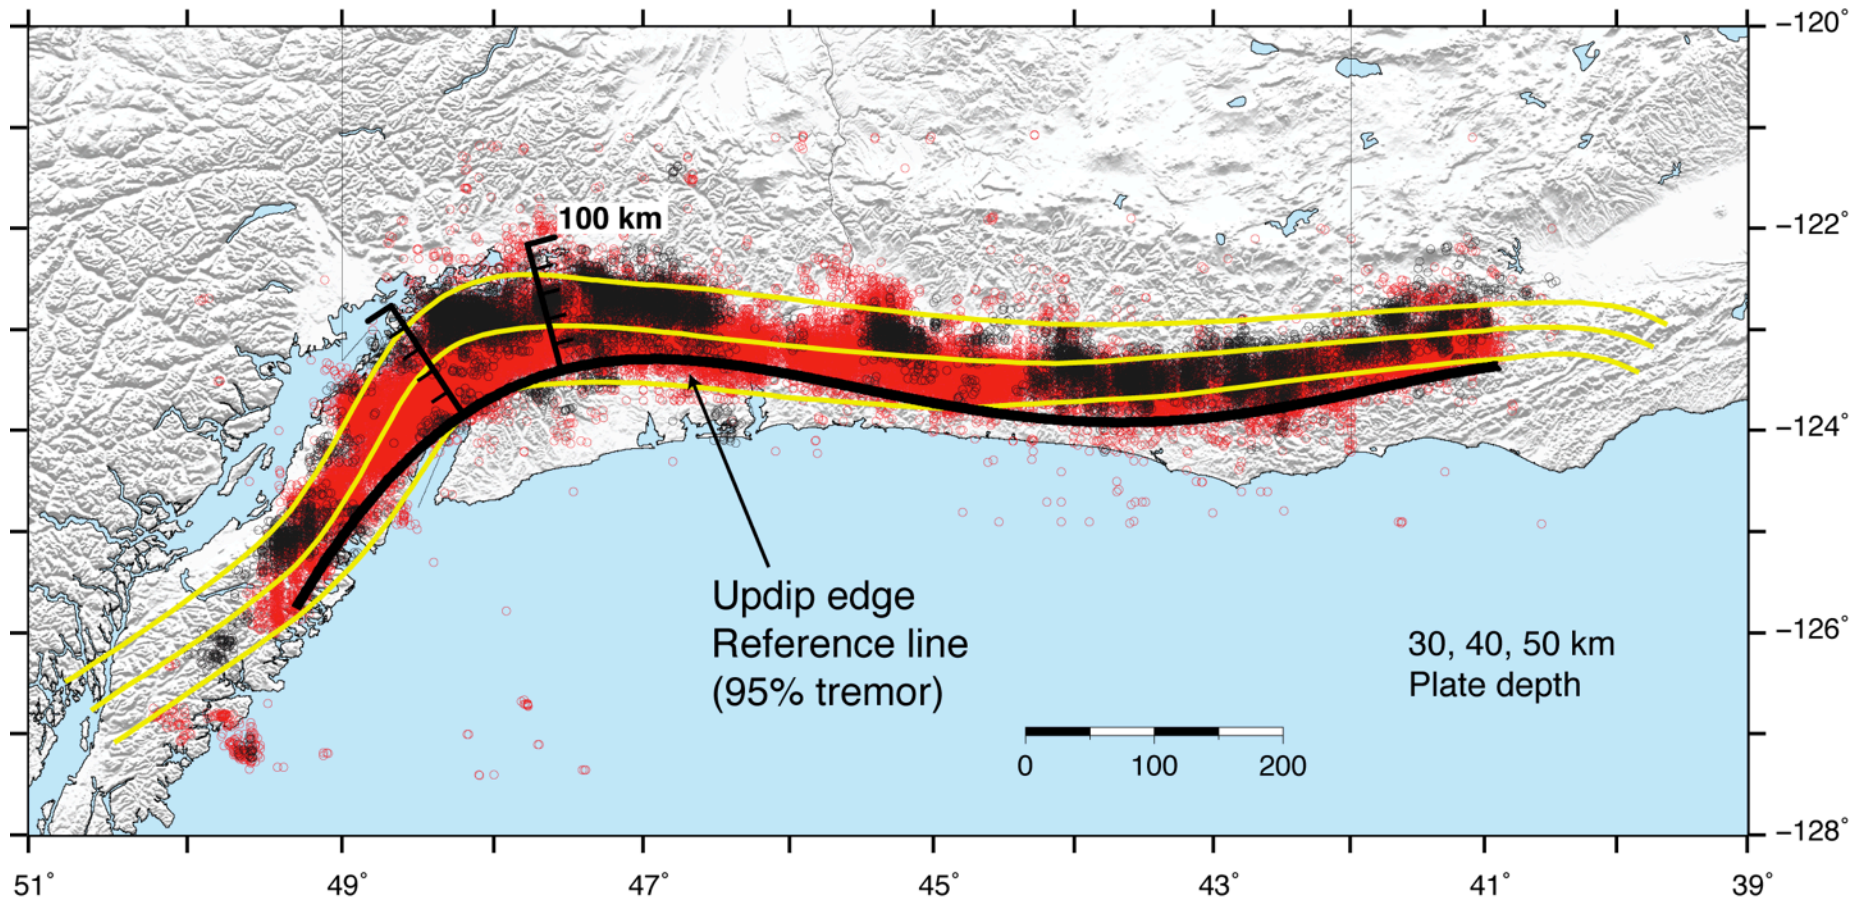 −120°
−122°
−124°
−126°
−128°
100 km
Updip edge
Reference line
(95% tremor)
30, 40, 50 km
Plate depth
0 100 200
51° 49° 47° 45° 43° 41° 39°